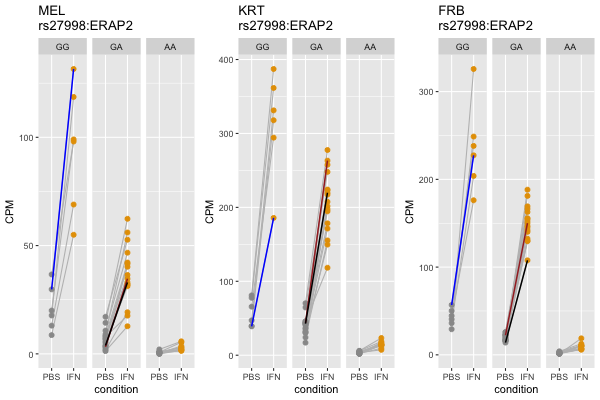 MEL
rs27998:ERAP2
GG GA AA
CPM
100
50
0
PBS IFN PBS IFN PBS IFN
condition
KRT
rs27998:ERAP2
GG GA AA
CPM
400
300
200
100
0
PBS IFN PBS IFN PBS IFN
condition
FRB
rs27998:ERAP2
GG GA AA
CPM
300
200
100
0
PBS IFN PBS IFN PBS IFN
condition